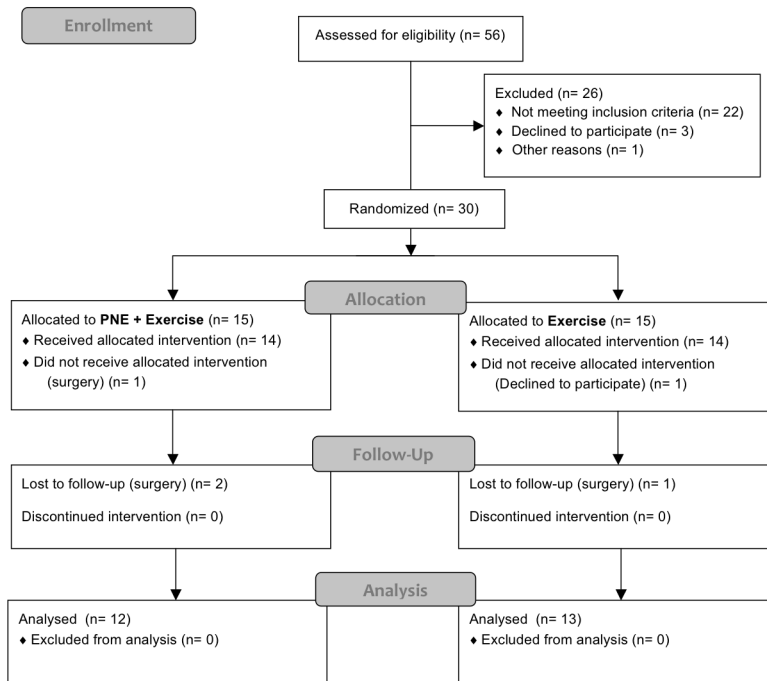 Enrollment
Assessed for eligibility (n= 56)
Excluded (n= 26)
♦ Not meeting inclusion criteria (n= 22)
♦ Declined to participate (n= 3)
♦ Other reasons (n= 1)
Randomized (n= 30)
Allocation
Allocated to PNE + Exercise (n= 15)
♦ Received allocated intervention (n= 14)
♦ Did not receive allocated intervention
(surgery) (n= 1)
Allocated to Exercise (n= 15)
♦ Received allocated intervention (n= 14)
♦ Did not receive allocated intervention
(Declined to participate) (n= 1)
Follow-Up
Lost to follow-up (surgery) (n= 2)
Discontinued intervention (n= 0)
Lost to follow-up (surgery) (n= 1)
Discontinued intervention (n= 0)
Analysis
Analysed (n= 12)
♦ Excluded from analysis (n= 0)
Analysed (n= 13)
♦ Excluded from analysis (n= 0)